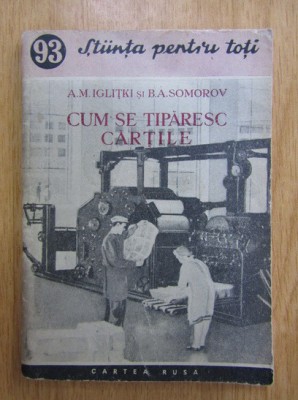 93 Știința pentru toți
A.M.IGLIȚKI ȘI B.A.SOMOROV
CUM SE TIPĂRESC
CĂRȚILE
CARTEA RUSĂ